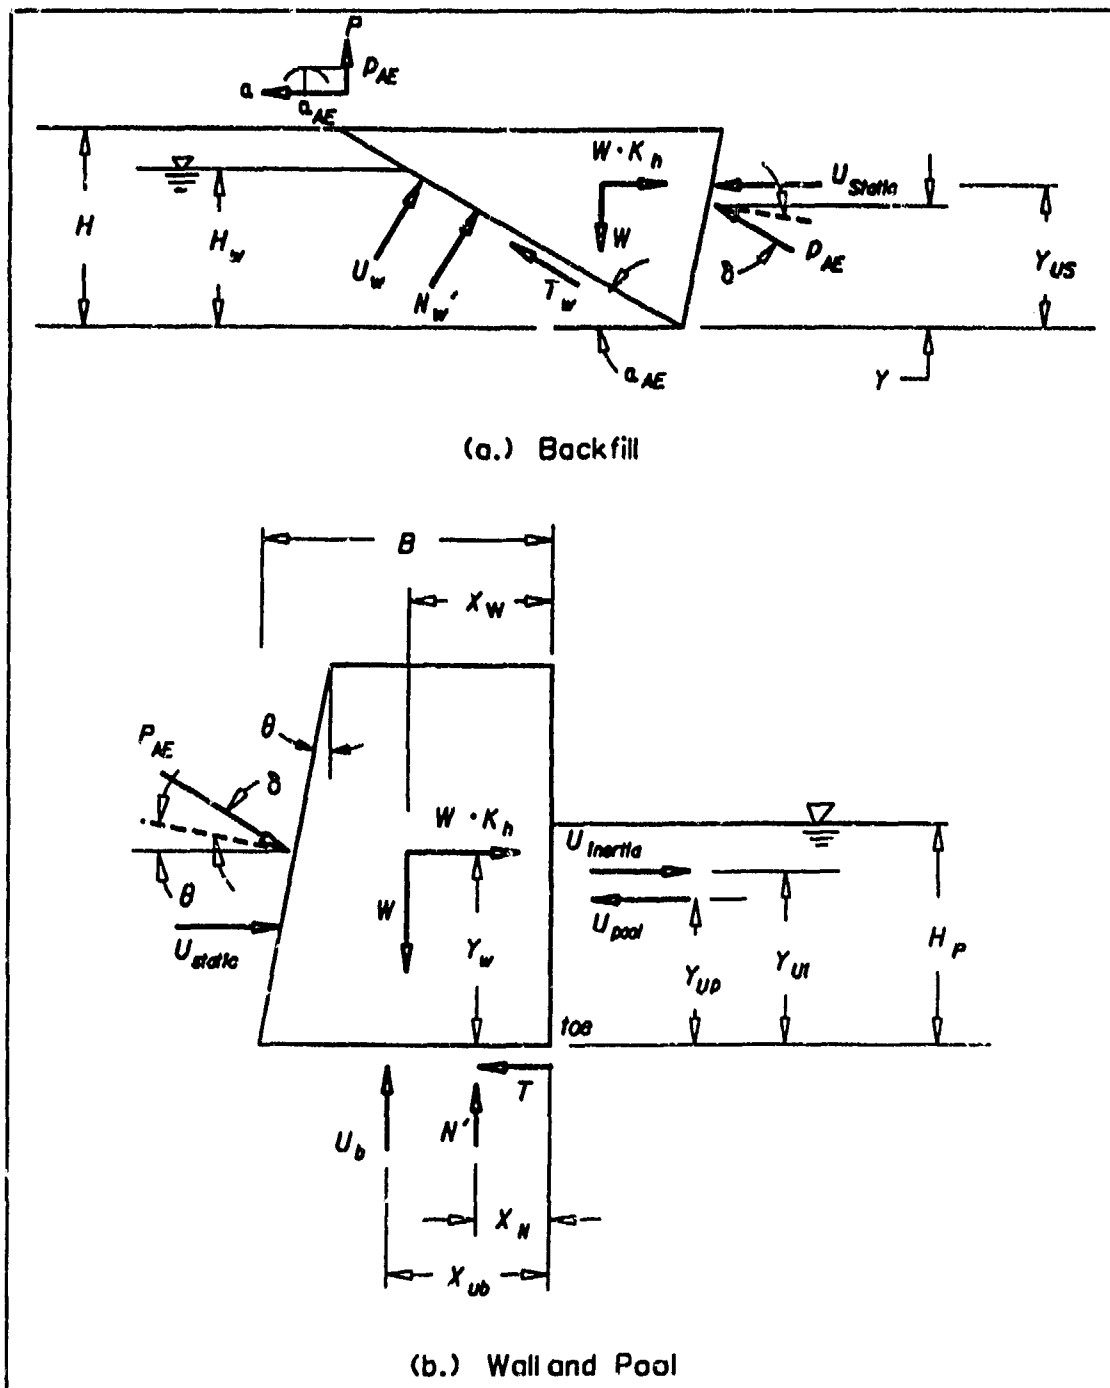 P
P_AE
a
a_AE
W · K_h
U_Static
H
H_w
W
P_AE
δ
Y_US
U_w
N_w'
T_w
α_AE
Y
(a.) Backfill
B
X_W
θ
P_AE
δ
W · K_h
U_inertia
θ
W
U_pool
U_static
Y_w
Y_UP
Y_UI
H_P
toe
T
U_b
N'
X_N
X_ub
(b.) Wall and Pool